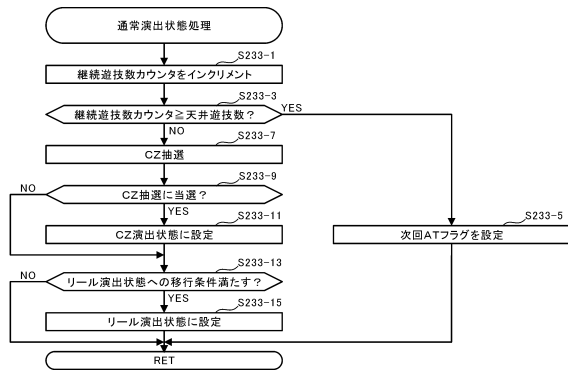 通常演出状態処理
S233-1
継続遊技数カウンタをインクリメント
S233-3
継続遊技数カウンタ≧天井遊技数?
YES
NO
S233-7
CZ抽選
S233-9
NO
CZ抽選に当選?
YES
S233-11
S233-5
CZ演出状態に設定
次回ATフラグを設定
S233-13
NO
リール演出状態への移行条件満たす?
YES
S233-15
リール演出状態に設定
RET